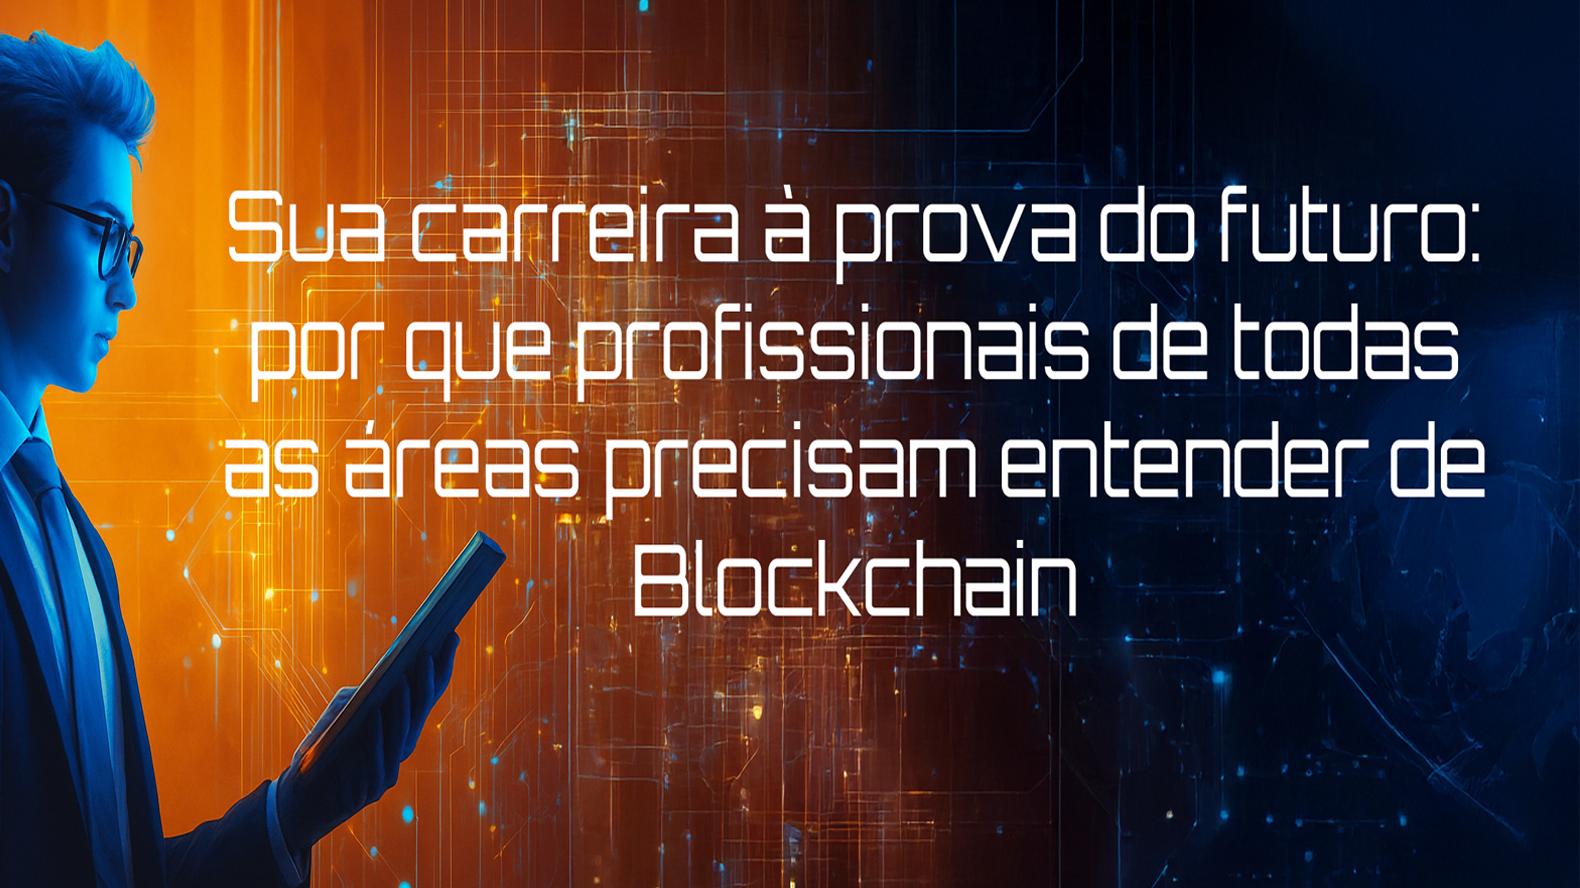 Sua carreira à prova do futuro:
por que profissionais de todas
as áreas precisam entender de
Blockchain